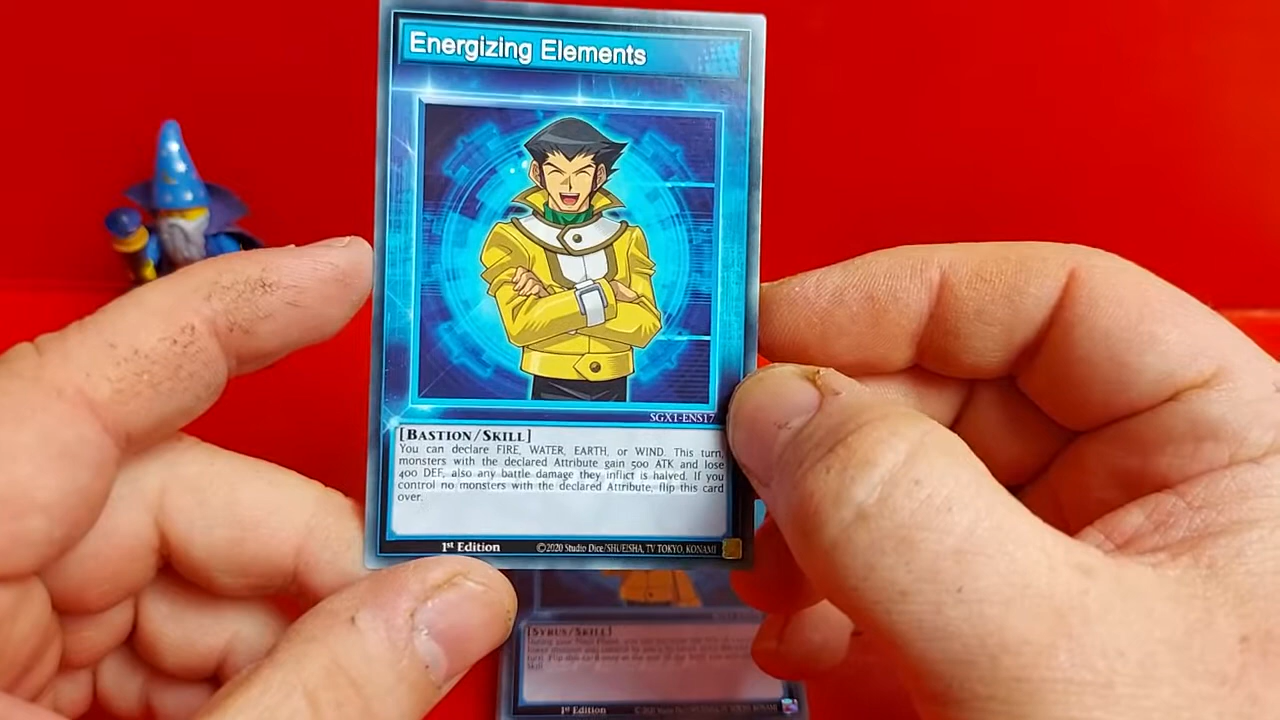 Energizing Elements
SGX1-ENS17
[BASTION/SKILL]
You can declare FIRE, WATER, EARTH, or WIND. This turn,
monsters with the declared Attribute gain 500 ATK and lose
400 DEF, also any battle damage they inflict is halved. If you
control no monsters with the declared Attribute, flip this card
over.
1st Edition ©2020 Studio Dice/SHUEISHA, TV TOKYO, KONAMI
[SYRUS/SKILL]
1st Edition